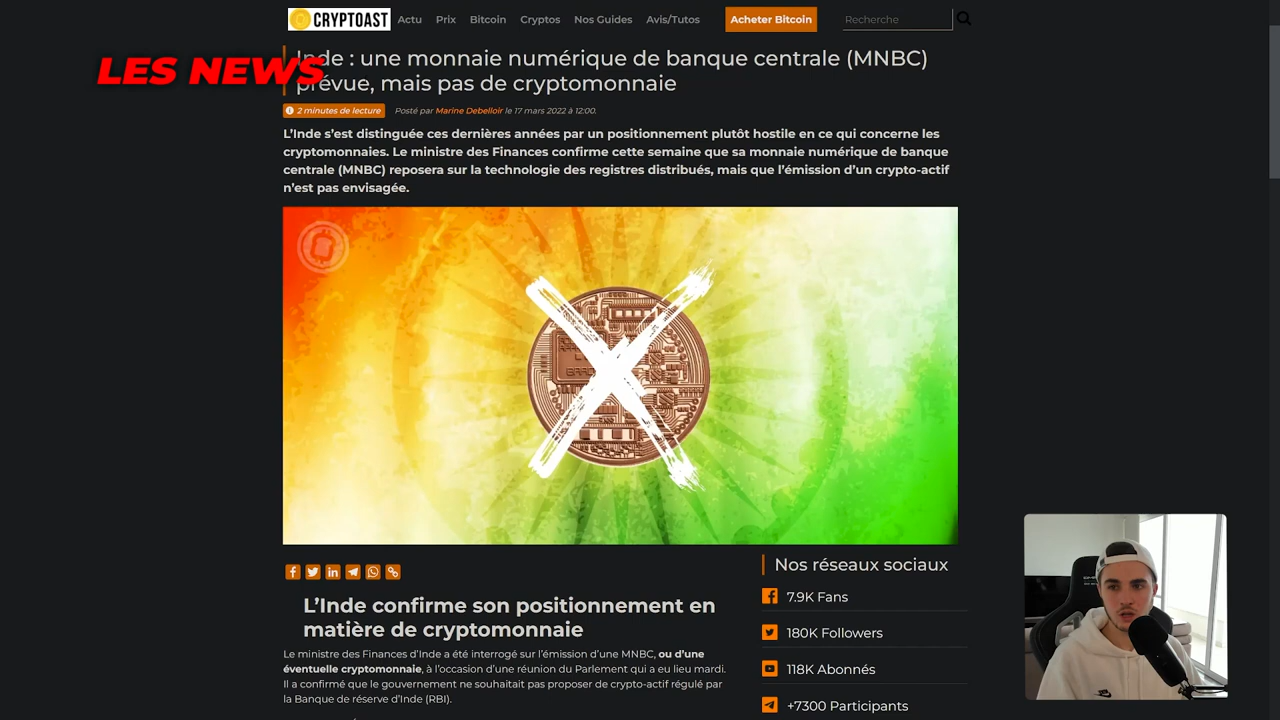 CRYPTOAST Actu Prix Bitcoin Cryptos Nos Guides Avis/Tutos Acheter Bitcoin Recherche
LES NEWS
Inde : une monnaie numérique de banque centrale (MNBC)
prévue, mais pas de cryptomonnaie
2 minutes de lecture Posté par Marine Debelloir le 17 mars 2022 à 12:00.
L'Inde s'est distinguée ces dernières années par un positionnement plutôt hostile en ce qui concerne les
cryptomonnaies. Le ministre des Finances confirme cette semaine que sa monnaie numérique de banque
centrale (MNBC) reposera sur la technologie des registres distribués, mais que l'émission d'un crypto-actif
n'est pas envisagée.
L'Inde confirme son positionnement en
matière de cryptomonnaie
Le ministre des Finances d'Inde a été interrogé sur l'émission d'une MNBC, ou d'une
éventuelle cryptomonnaie, à l'occasion d'une réunion du Parlement qui a eu lieu mardi.
Il a confirmé que le gouvernement ne souhaitait pas proposer de crypto-actif régulé par
la Banque de réserve d'Inde (RBI).
Nos réseaux sociaux
7.9K Fans
180K Followers
118K Abonnés
+7300 Participants